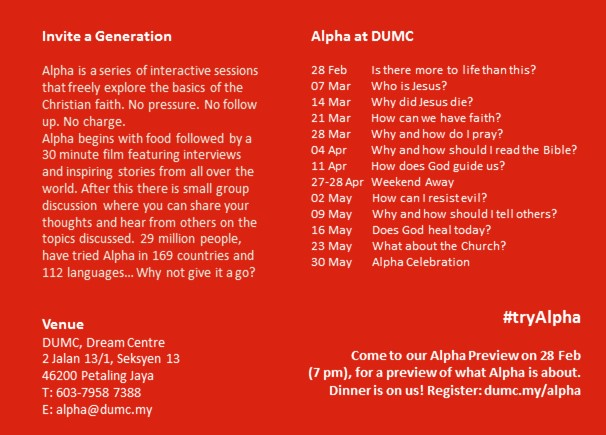 Invite a Generation
Alpha is a series of interactive sessions
that freely explore the basics of the
Christian faith. No pressure. No follow
up. No charge.
Alpha begins with food followed by a
30 minute film featuring interviews
and inspiring stories from all over the
world. After this there is small group
discussion where you can share your
thoughts and hear from others on the
topics discussed. 29 million people,
have tried Alpha in 169 countries and
112 languages... Why not give it a go?
Venue
DUMC, Dream Centre
2 Jalan 13/1, Seksyen 13
46200 Petaling Jaya
T: 603-7958 7388
E: alpha@dumc.my
Alpha at DUMC
28 Feb Is there more to life than this?
07 Mar Who is Jesus?
14 Mar Why did Jesus die?
21 Mar How can we have faith?
28 Mar Why and how do I pray?
04 Apr Why and how should I read the Bible?
11 Apr How does God guide us?
27-28 Apr Weekend Away
02 May How can I resist evil?
09 May Why and how should I tell others?
16 May Does God heal today?
23 May What about the Church?
30 May Alpha Celebration
#tryAlpha
Come to our Alpha Preview on 28 Feb
(7 pm), for a preview of what Alpha is about.
Dinner is on us! Register: dumc.my/alpha